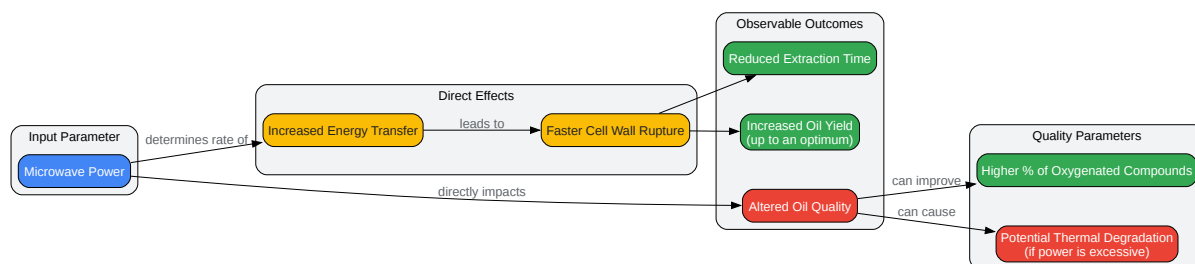 Input Parameter
Microwave Power
determines rate of
directly impacts
Direct Effects
Increased Energy Transfer
leads to
Faster Cell Wall Rupture
Observable Outcomes
Reduced Extraction Time
Increased Oil Yield
(up to an optimum)
Altered Oil Quality
can improve
can cause
Quality Parameters
Higher % of Oxygenated Compounds
Potential Thermal Degradation
(if power is excessive)